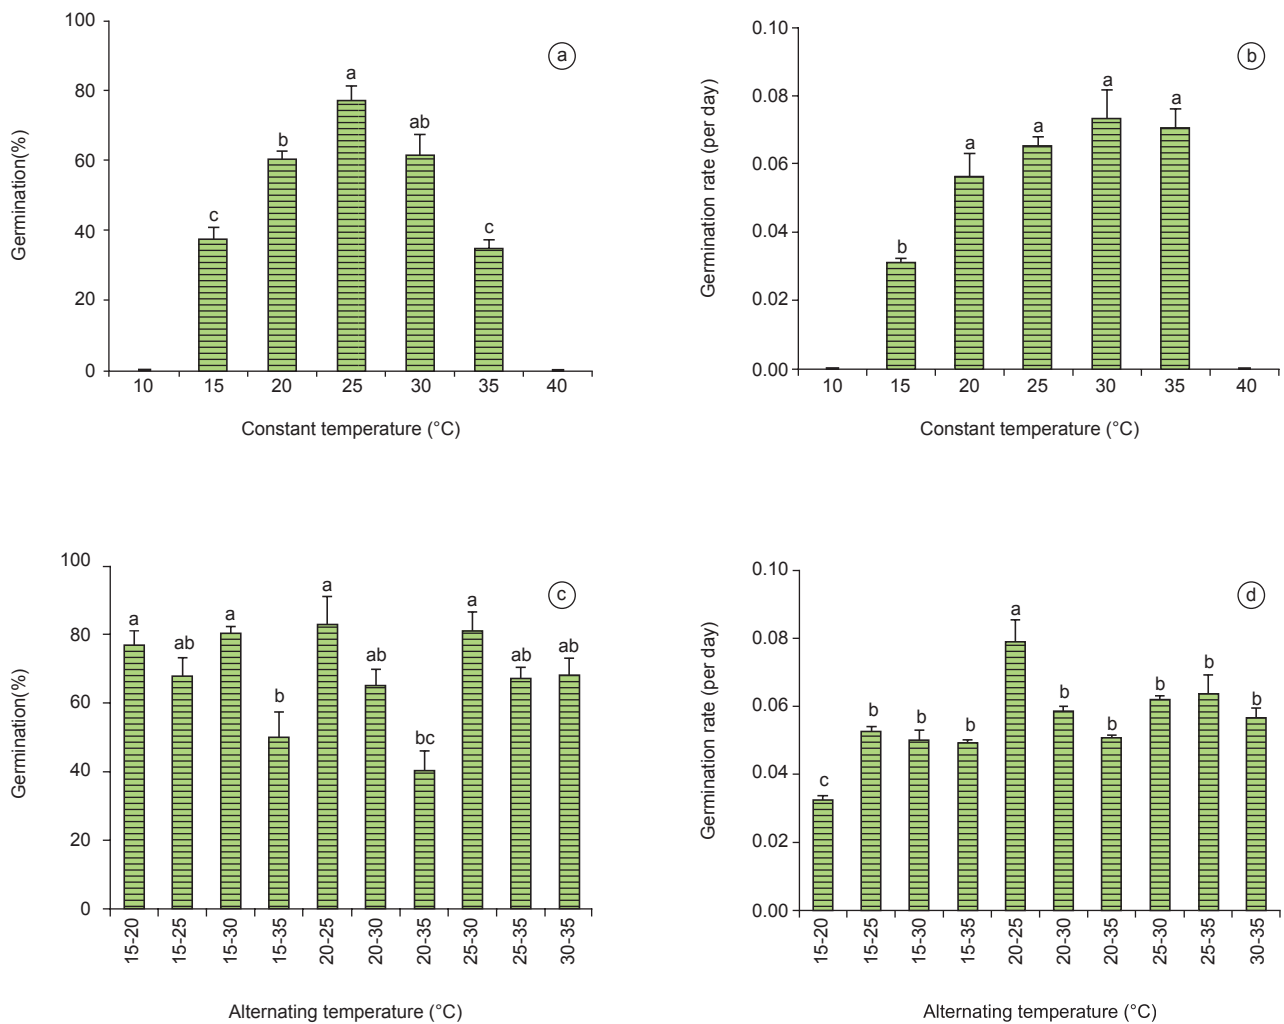 100
80
60
40
20
0
Germination(%)
a
c
b
a
ab
c
10 15 20 25 30 35 40
Constant temperature (°C)
0.10
0.08
0.06
0.04
0.02
0.00
Germination rate (per day)
b
b
a
a
a
a
10 15 20 25 30 35 40
Constant temperature (°C)
100
80
60
40
20
0
Germination(%)
c
a
ab
a
b
a
ab
bc
a
ab
ab
15-20 15-25 15-30 15-35 20-25 20-30 20-35 25-30 25-35 30-35
Alternating temperature (°C)
0.10
0.08
0.06
0.04
0.02
0.00
Germination rate (per day)
d
c
b
b
b
a
b
b
b
b
b
15-20 15-25 15-30 15-35 20-25 20-30 20-35 25-30 25-35 30-35
Alternating temperature (°C)